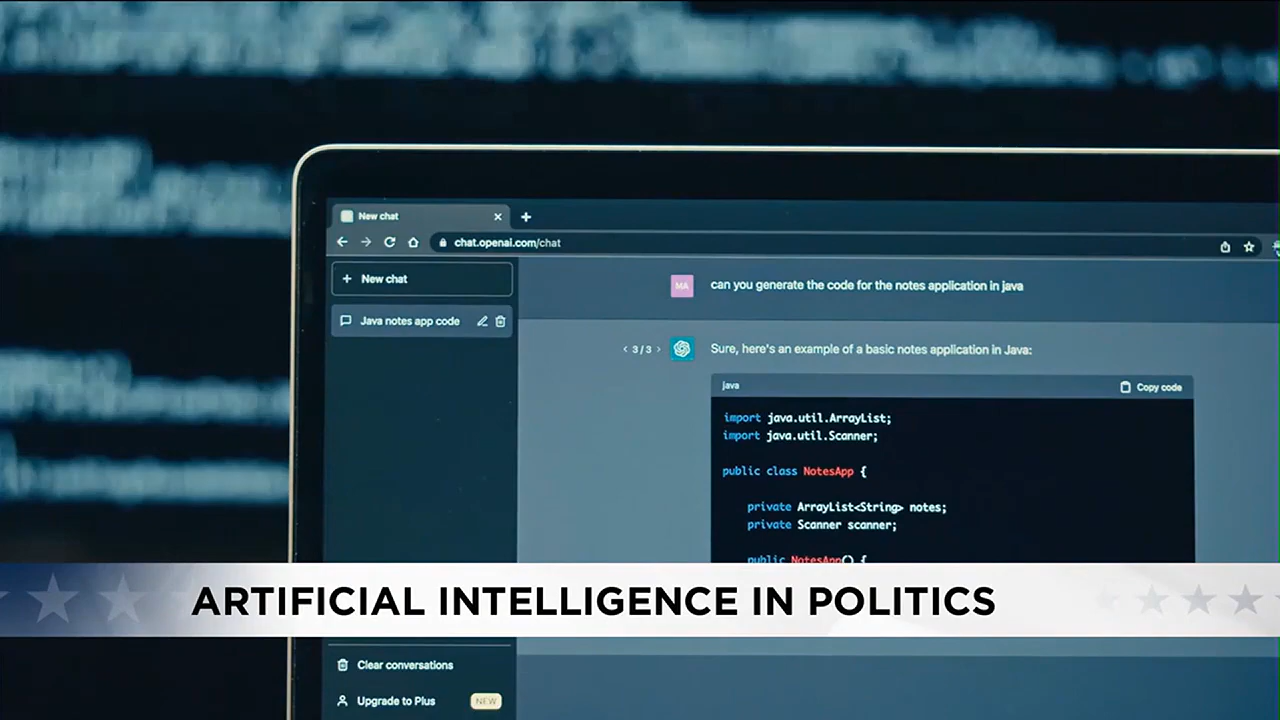 New chat
chat.openai.com/chat
New chat
MA
can you generate the code for the notes application in java
Java notes app code
3/3
Sure, here's an example of a basic notes application in Java:
java
Copy code
import java.util.ArrayList;
import java.util.Scanner;
public class NotesApp {
private ArrayList<String> notes;
private Scanner scanner;
public NotesApp() {
ARTIFICIAL INTELLIGENCE IN POLITICS
Clear conversations
Upgrade to Plus NEW